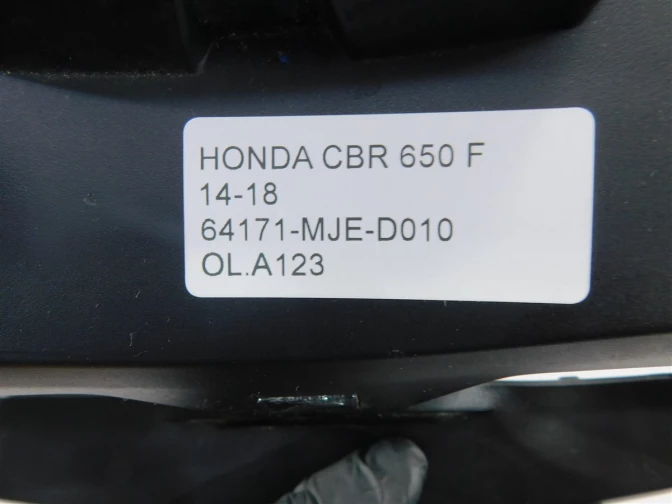 HONDA CBR 650 F
14-18
64171-MJE-D010
OL.A123